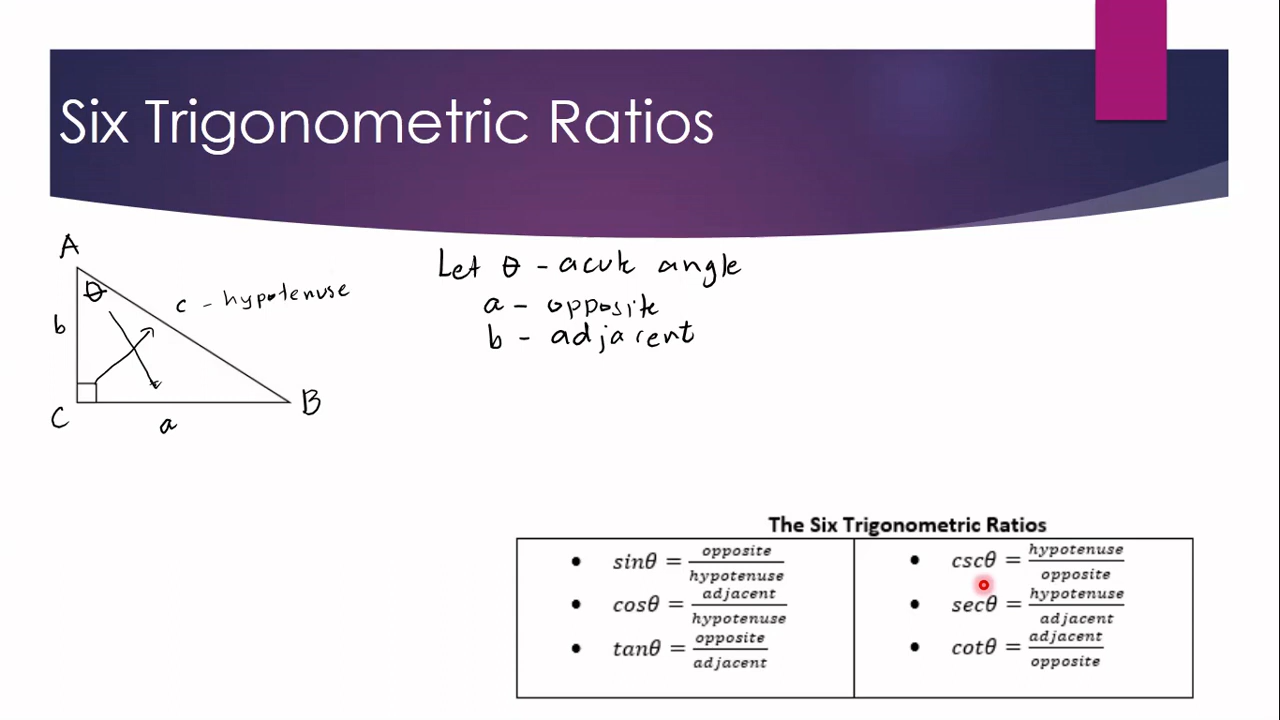 Six Trigonometric Ratios
A
θ
b
c - hypotenuse
C
a
B
Let θ - acute angle
a - opposite
b - adjacent
The Six Trigonometric Ratios
• sinθ = opposite/hypotenuse
• cosθ = adjacent/hypotenuse
• tanθ = opposite/adjacent
• cscθ = hypotenuse/opposite
• secθ = hypotenuse/adjacent
• cotθ = adjacent/opposite